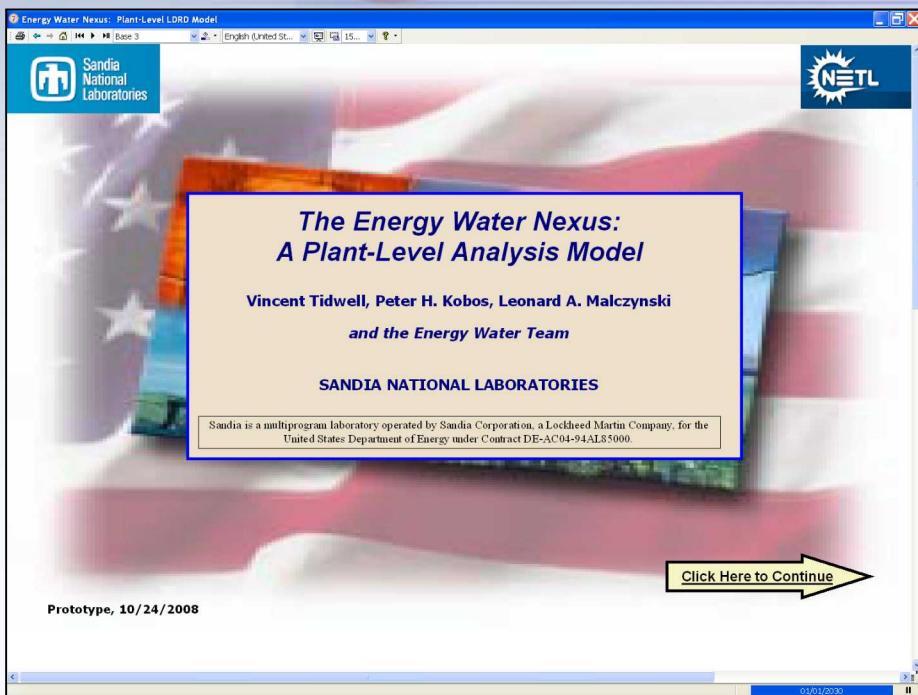 Energy Water Nexus: Plant-Level LDRD Model
Base 3
English (United St...
15...
Sandia
National
Laboratories
NETL
The Energy Water Nexus:
A Plant-Level Analysis Model
Vincent Tidwell, Peter H. Kobos, Leonard A. Malczynski
and the Energy Water Team
SANDIA NATIONAL LABORATORIES
Sandia is a multiprogram laboratory operated by Sandia Corporation, a Lockheed Martin Company, for the
United States Department of Energy under Contract DE-AC04-94AL85000.
Click Here to Continue
Prototype, 10/24/2008
01/01/2030